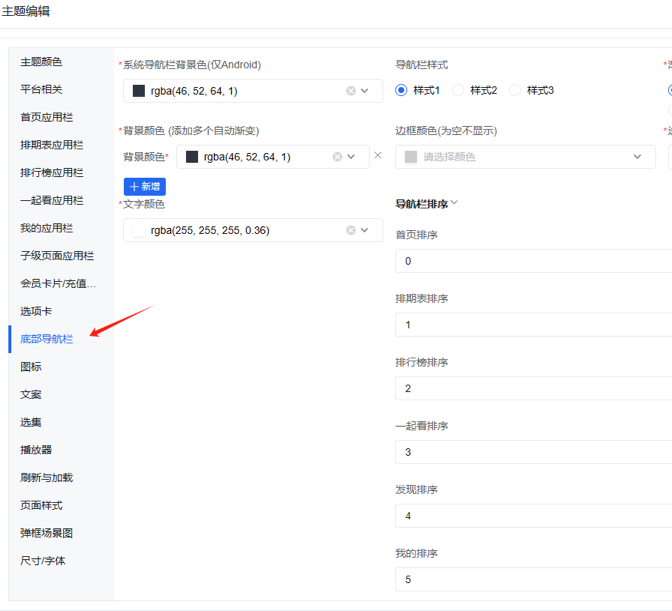 主题编辑
主题颜色
平台相关
首页应用栏
排期表应用栏
排行榜应用栏
一起看应用栏
我的应用栏
子级页面应用栏
会员卡片/充值...
选项卡
底部导航栏
图标
文案
选集
播放器
刷新与加载
页面样式
弹框场景图
尺寸/字体
*系统导航栏背景色(仅Android)
rgba(46, 52, 64, 1)
*背景颜色 (添加多个自动渐变)
背景颜色* rgba(46, 52, 64, 1)
+ 新增
*文字颜色
rgba(255, 255, 255, 0.36)
导航栏样式
样式1 样式2 样式3
边框颜色(为空不显示)
请选择颜色
导航栏排序
首页排序
0
排期表排序
1
排行榜排序
2
一起看排序
3
发现排序
4
我的排序
5